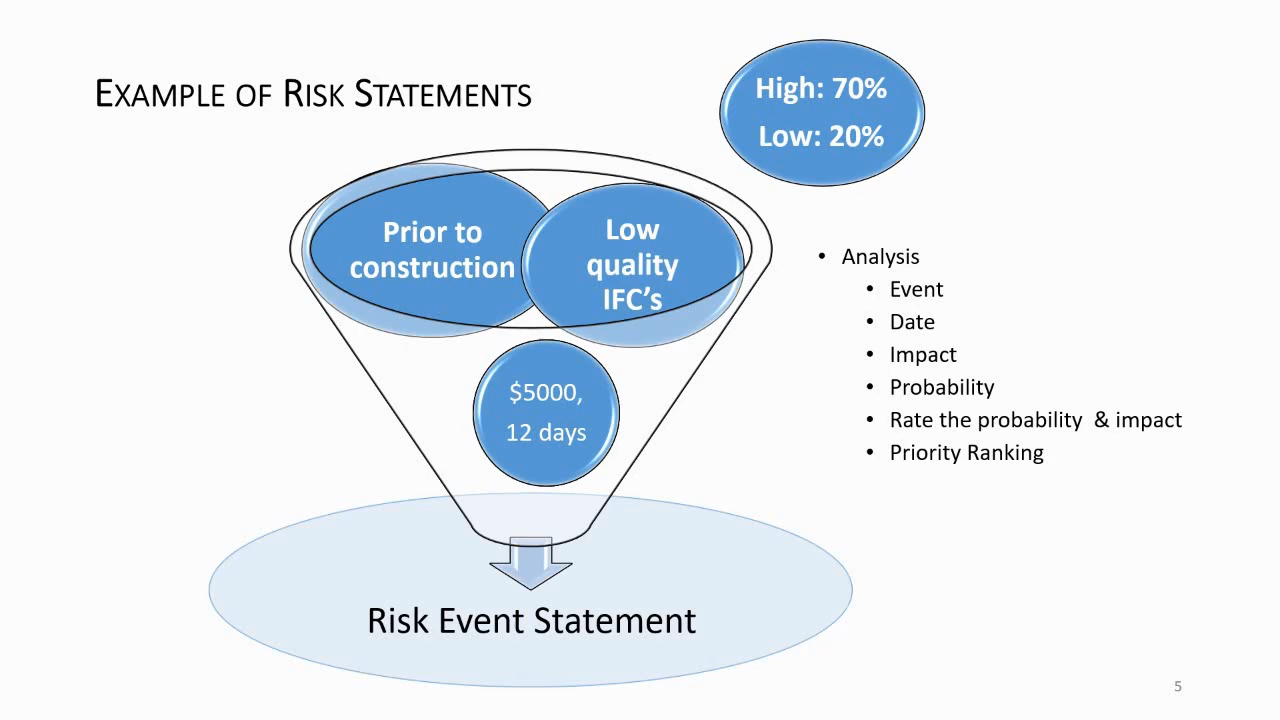 EXAMPLE OF RISK STATEMENTS
High: 70%
Low: 20%
Prior to
construction
Low
quality
IFC’s
$5000,
12 days
Risk Event Statement
• Analysis
• Event
• Date
• Impact
• Probability
• Rate the probability & impact
• Priority Ranking
5